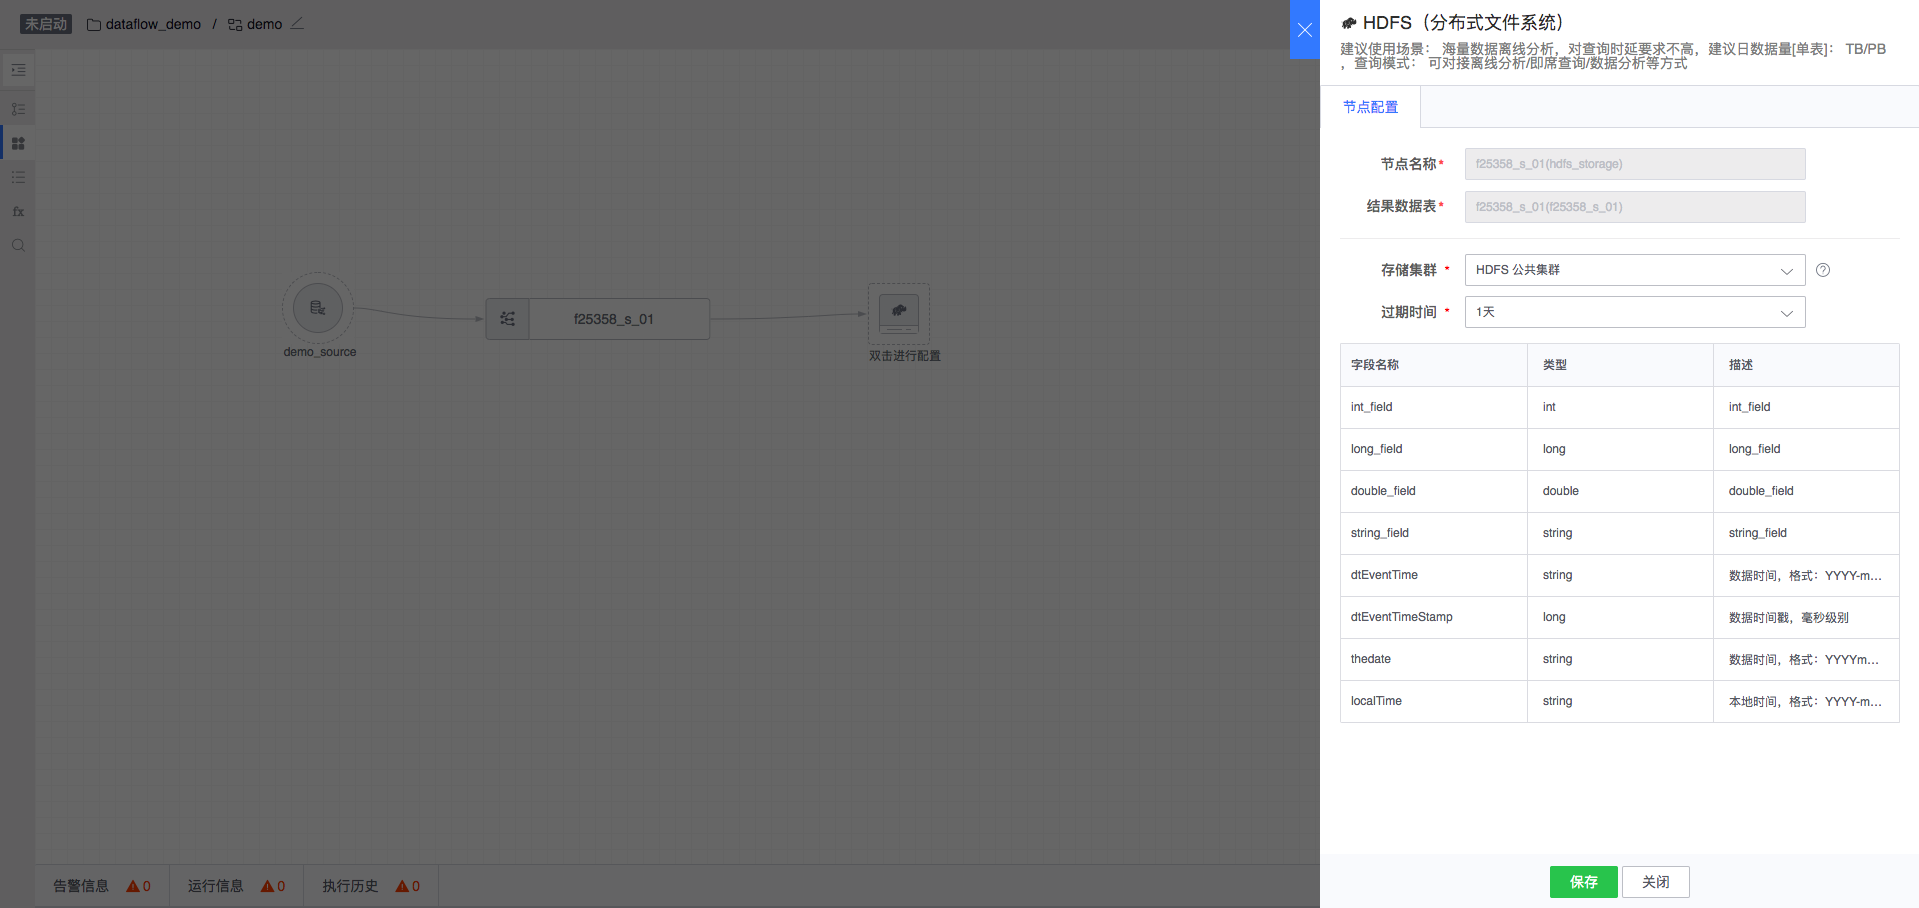 未启动 dataflow_demo / demo
fx
demo_source
f25358_s_01
双击进行配置
告警信息 0 运行信息 0 执行历史 0
HDFS（分布式文件系统）
建议使用场景： 海量数据离线分析，对查询时延要求不高，建议日数据量[单表]： TB/PB
，查询模式： 可对接离线分析/即席查询/数据分析等方式
节点配置
节点名称* f25358_s_01(hdfs_storage)
结果数据表* f25358_s_01(f25358_s_01)
存储集群 * HDFS 公共集群
过期时间 * 1天
字段名称 类型 描述
int_field int int_field
long_field long long_field
double_field double double_field
string_field string string_field
dtEventTime string 数据时间，格式：YYYY-m...
dtEventTimeStamp long 数据时间戳，毫秒级别
thedate string 数据时间，格式：YYYYm...
localTime string 本地时间，格式：YYYY-m...
保存 关闭